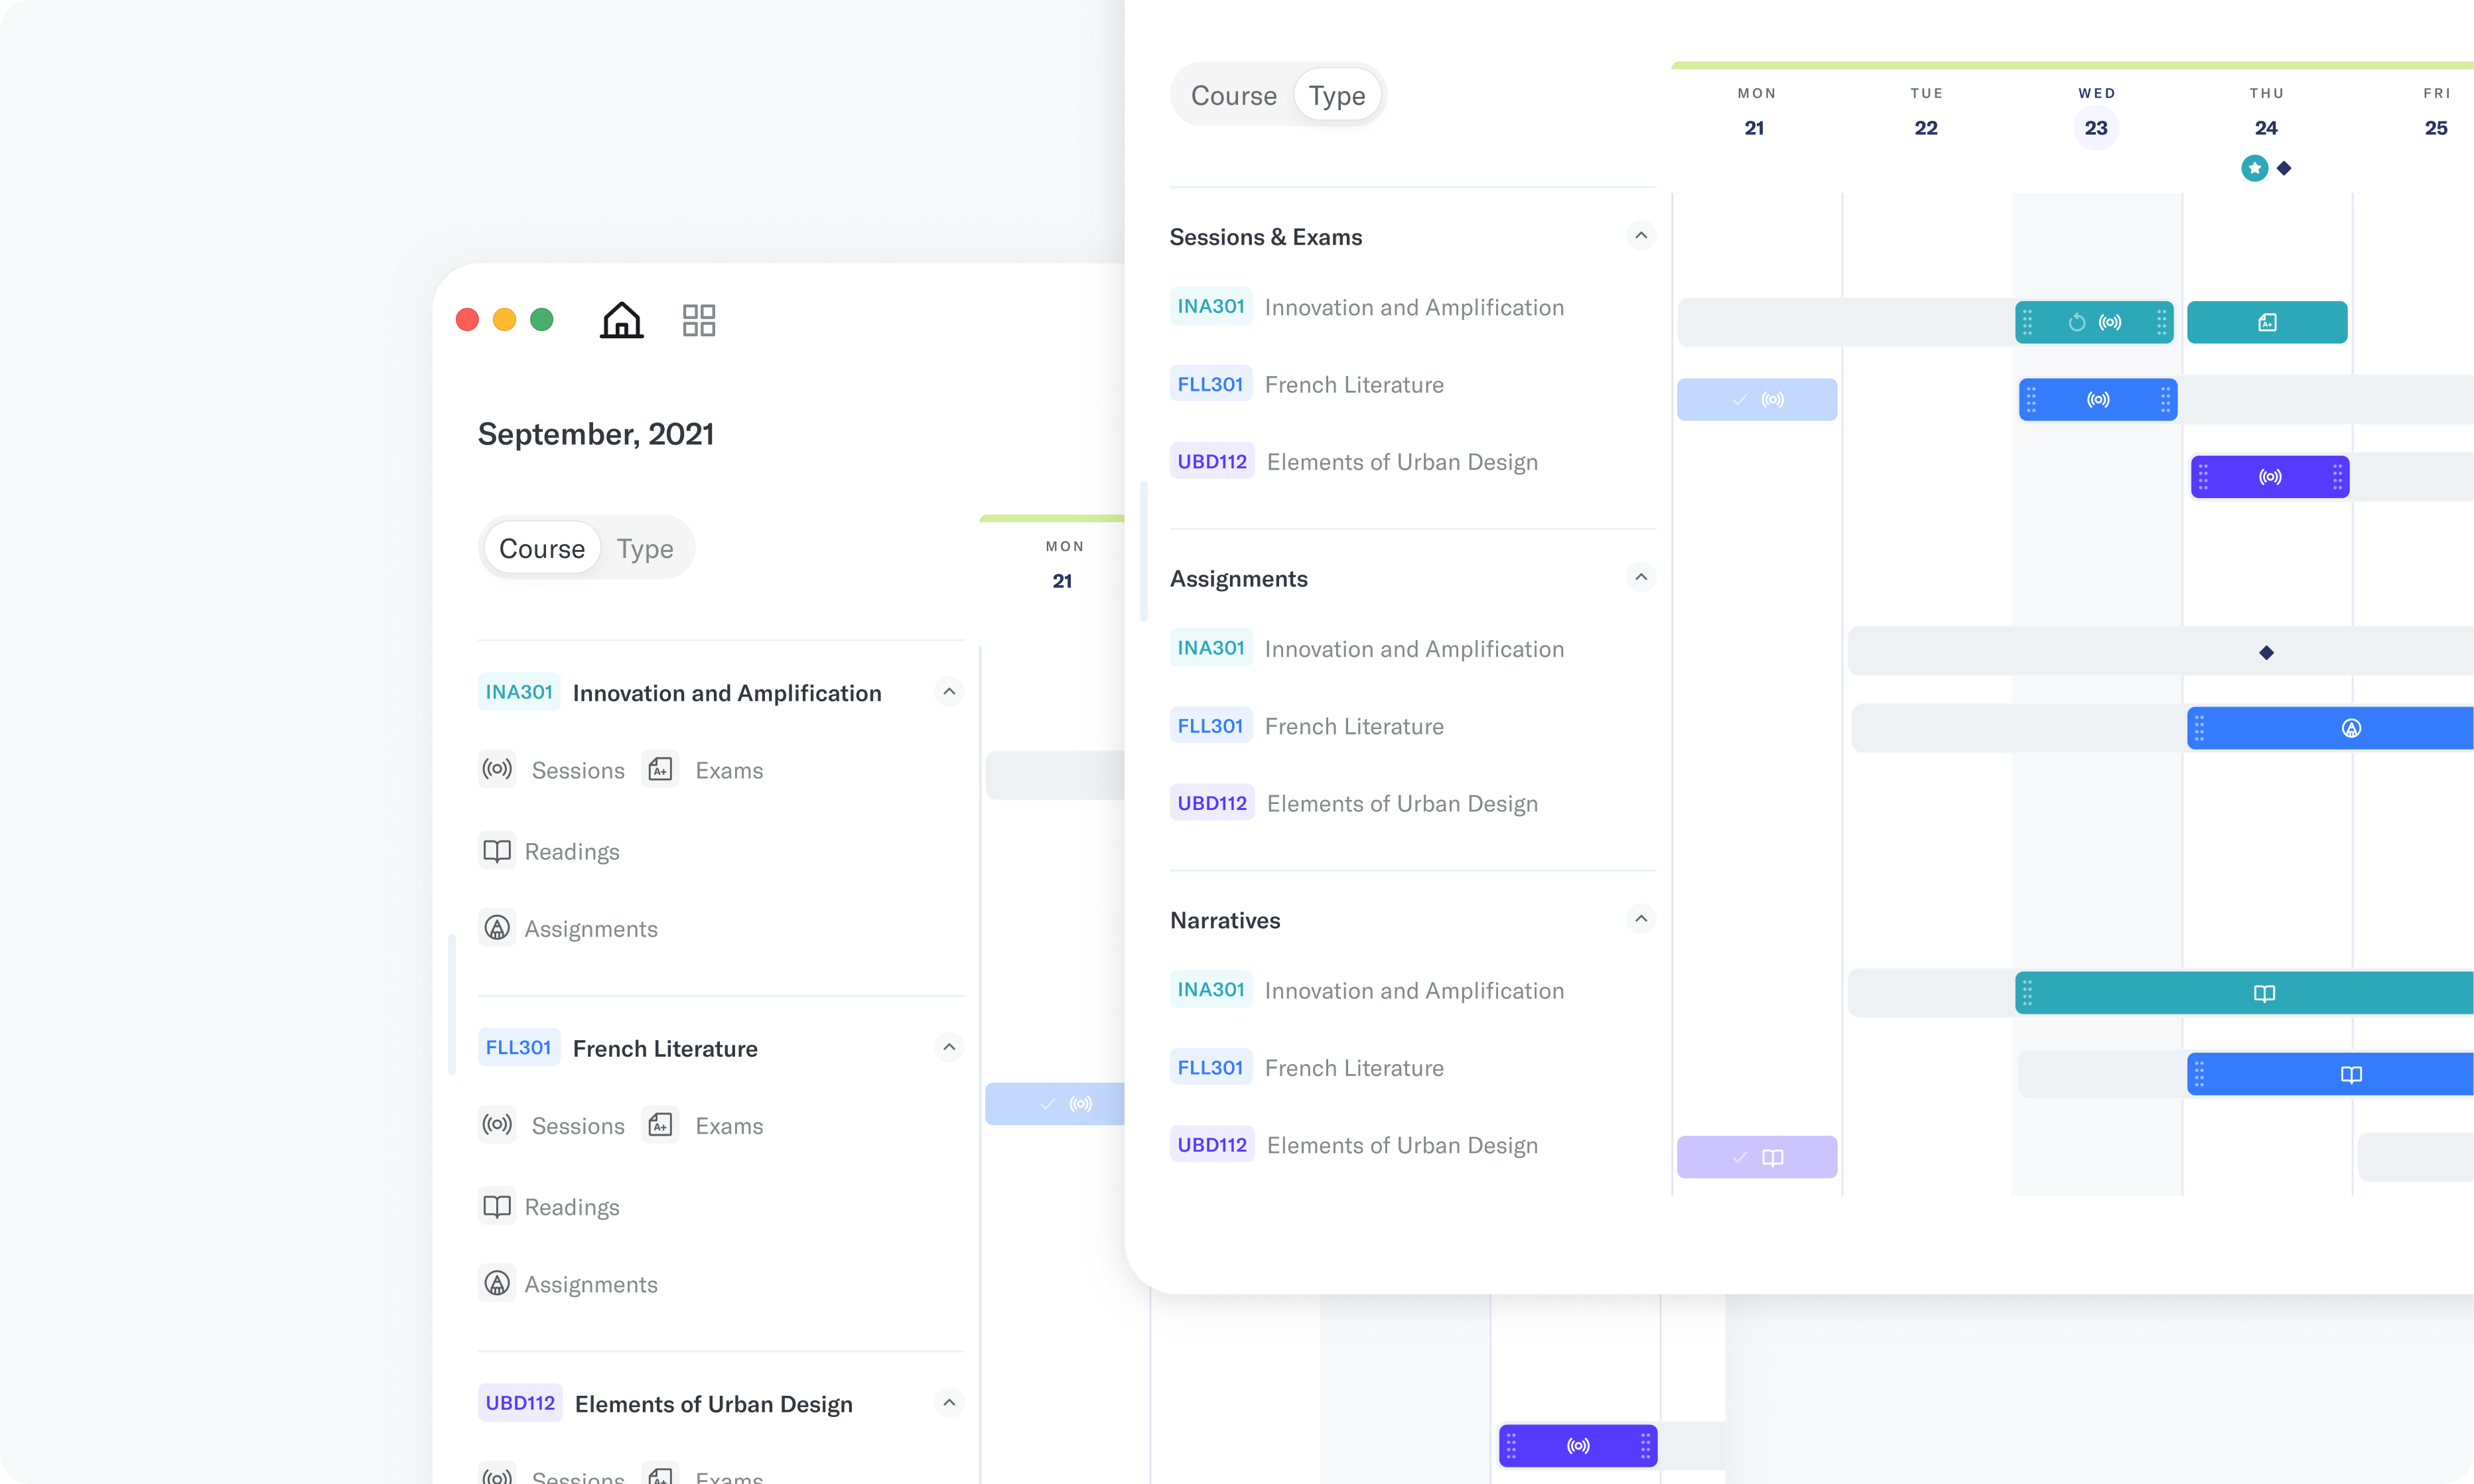 September, 2021
Course Type
MON
21
INA301 Innovation and Amplification
Sessions A+ Exams
Readings
Assignments
FLL301 French Literature
Sessions A+ Exams
Readings
Assignments
UBD112 Elements of Urban Design
Sessions A+ Exams
Course Type
MON TUE WED THU FRI
21 22 23 24 25
Sessions & Exams
INA301 Innovation and Amplification
A+
FLL301 French Literature
UBD112 Elements of Urban Design
Assignments
INA301 Innovation and Amplification
FLL301 French Literature
UBD112 Elements of Urban Design
Narratives
INA301 Innovation and Amplification
FLL301 French Literature
UBD112 Elements of Urban Design